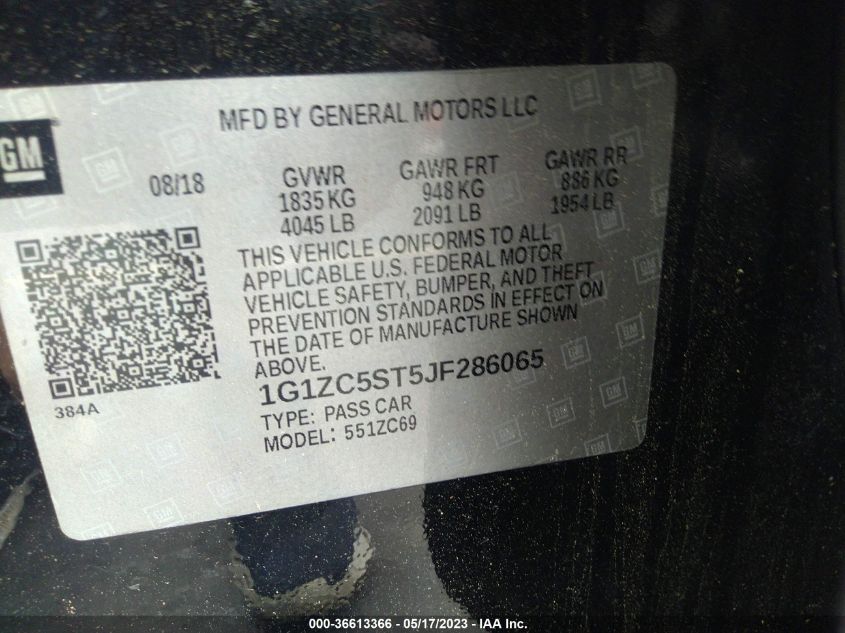 MFD BY GENERAL MOTORS LLC
GM
08/18 GVWR GAWR FRT GAWR RR
1835 KG 948 KG 886 KG
4045 LB 2091 LB 1954 LB
THIS VEHICLE CONFORMS TO ALL
APPLICABLE U.S. FEDERAL MOTOR
VEHICLE SAFETY, BUMPER, AND THEFT
PREVENTION STANDARDS IN EFFECT ON
THE DATE OF MANUFACTURE SHOWN
ABOVE.
384A
1G1ZC5ST5JF286065
TYPE: PASS CAR
MODEL: 551ZC69
000-36613366 - 05/17/2023 - IAA Inc.